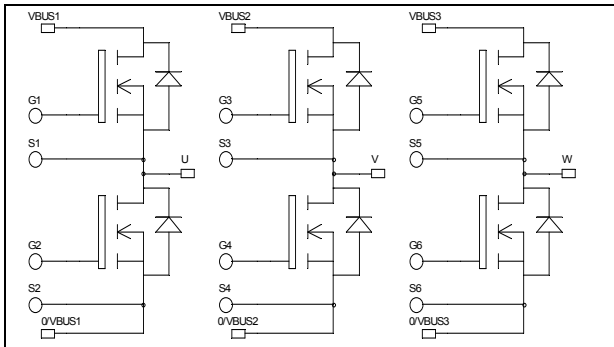 VBUS1 VBUS2 VBUS3
G1 G3 G5
S1 S3 S5
U V W
G2 G4 G6
S2 S4 S6
0/VBUS1 0/VBUS2 0/VBUS3